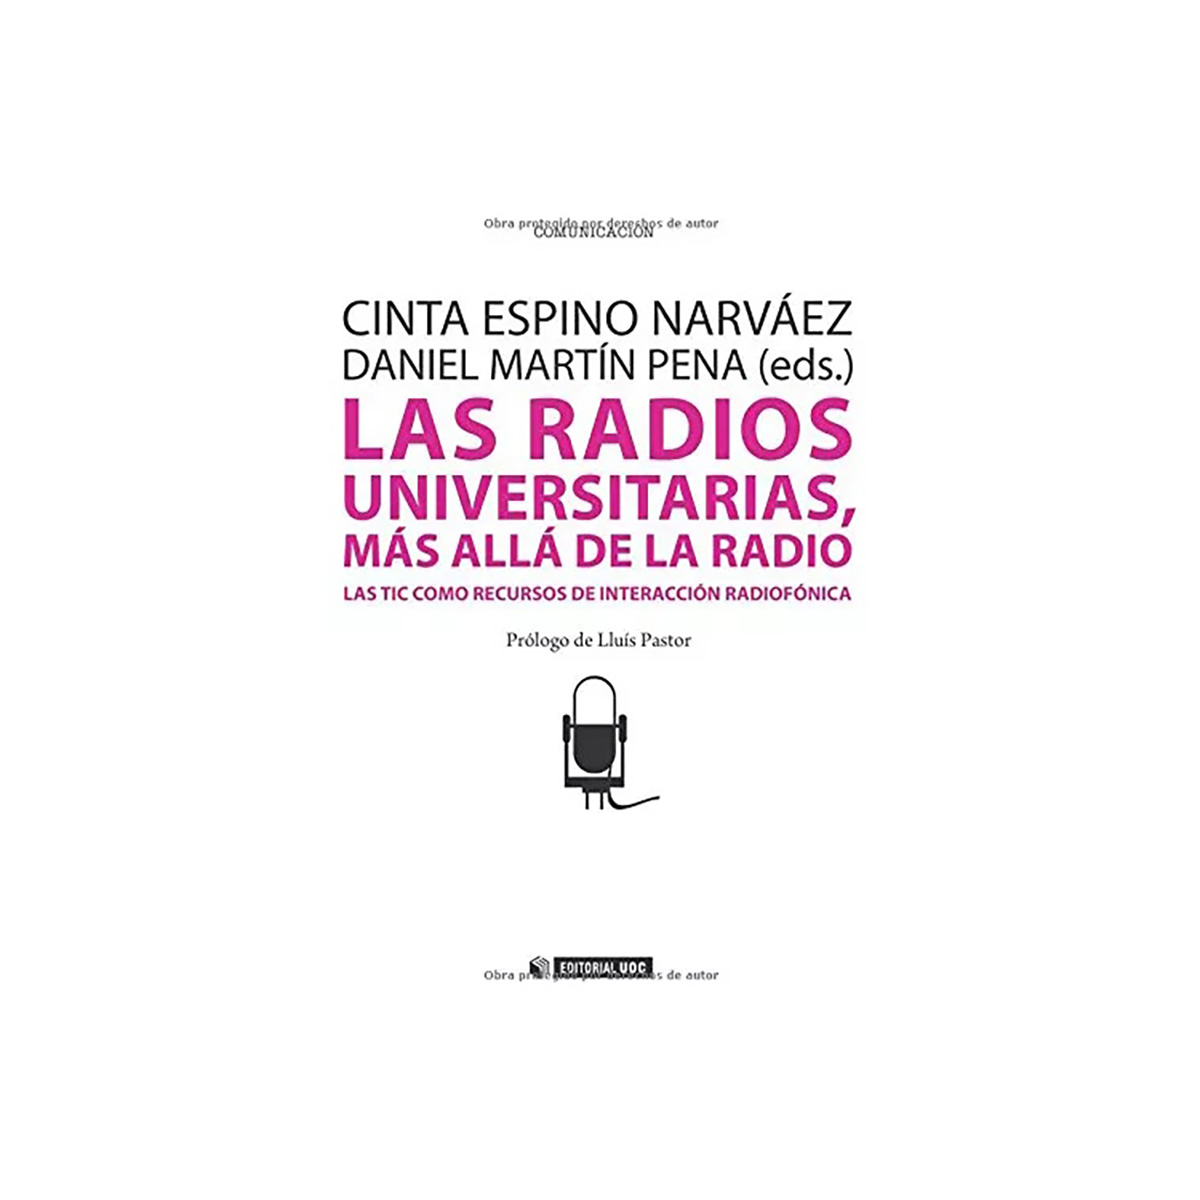 Obra protegido por derechos de autor
COMUNICACIÓN
CINTA ESPINO NARVÁEZ
DANIEL MARTÍN PENA (eds.)
LAS RADIOS
UNIVERSITARIAS,
MÁS ALLÁ DE LA RADIO
LAS TIC COMO RECURSOS DE INTERACCIÓN RADIOFÓNICA
Prólogo de Lluís Pastor
EDITORIAL UOC
Obra protegido por derechos de autor